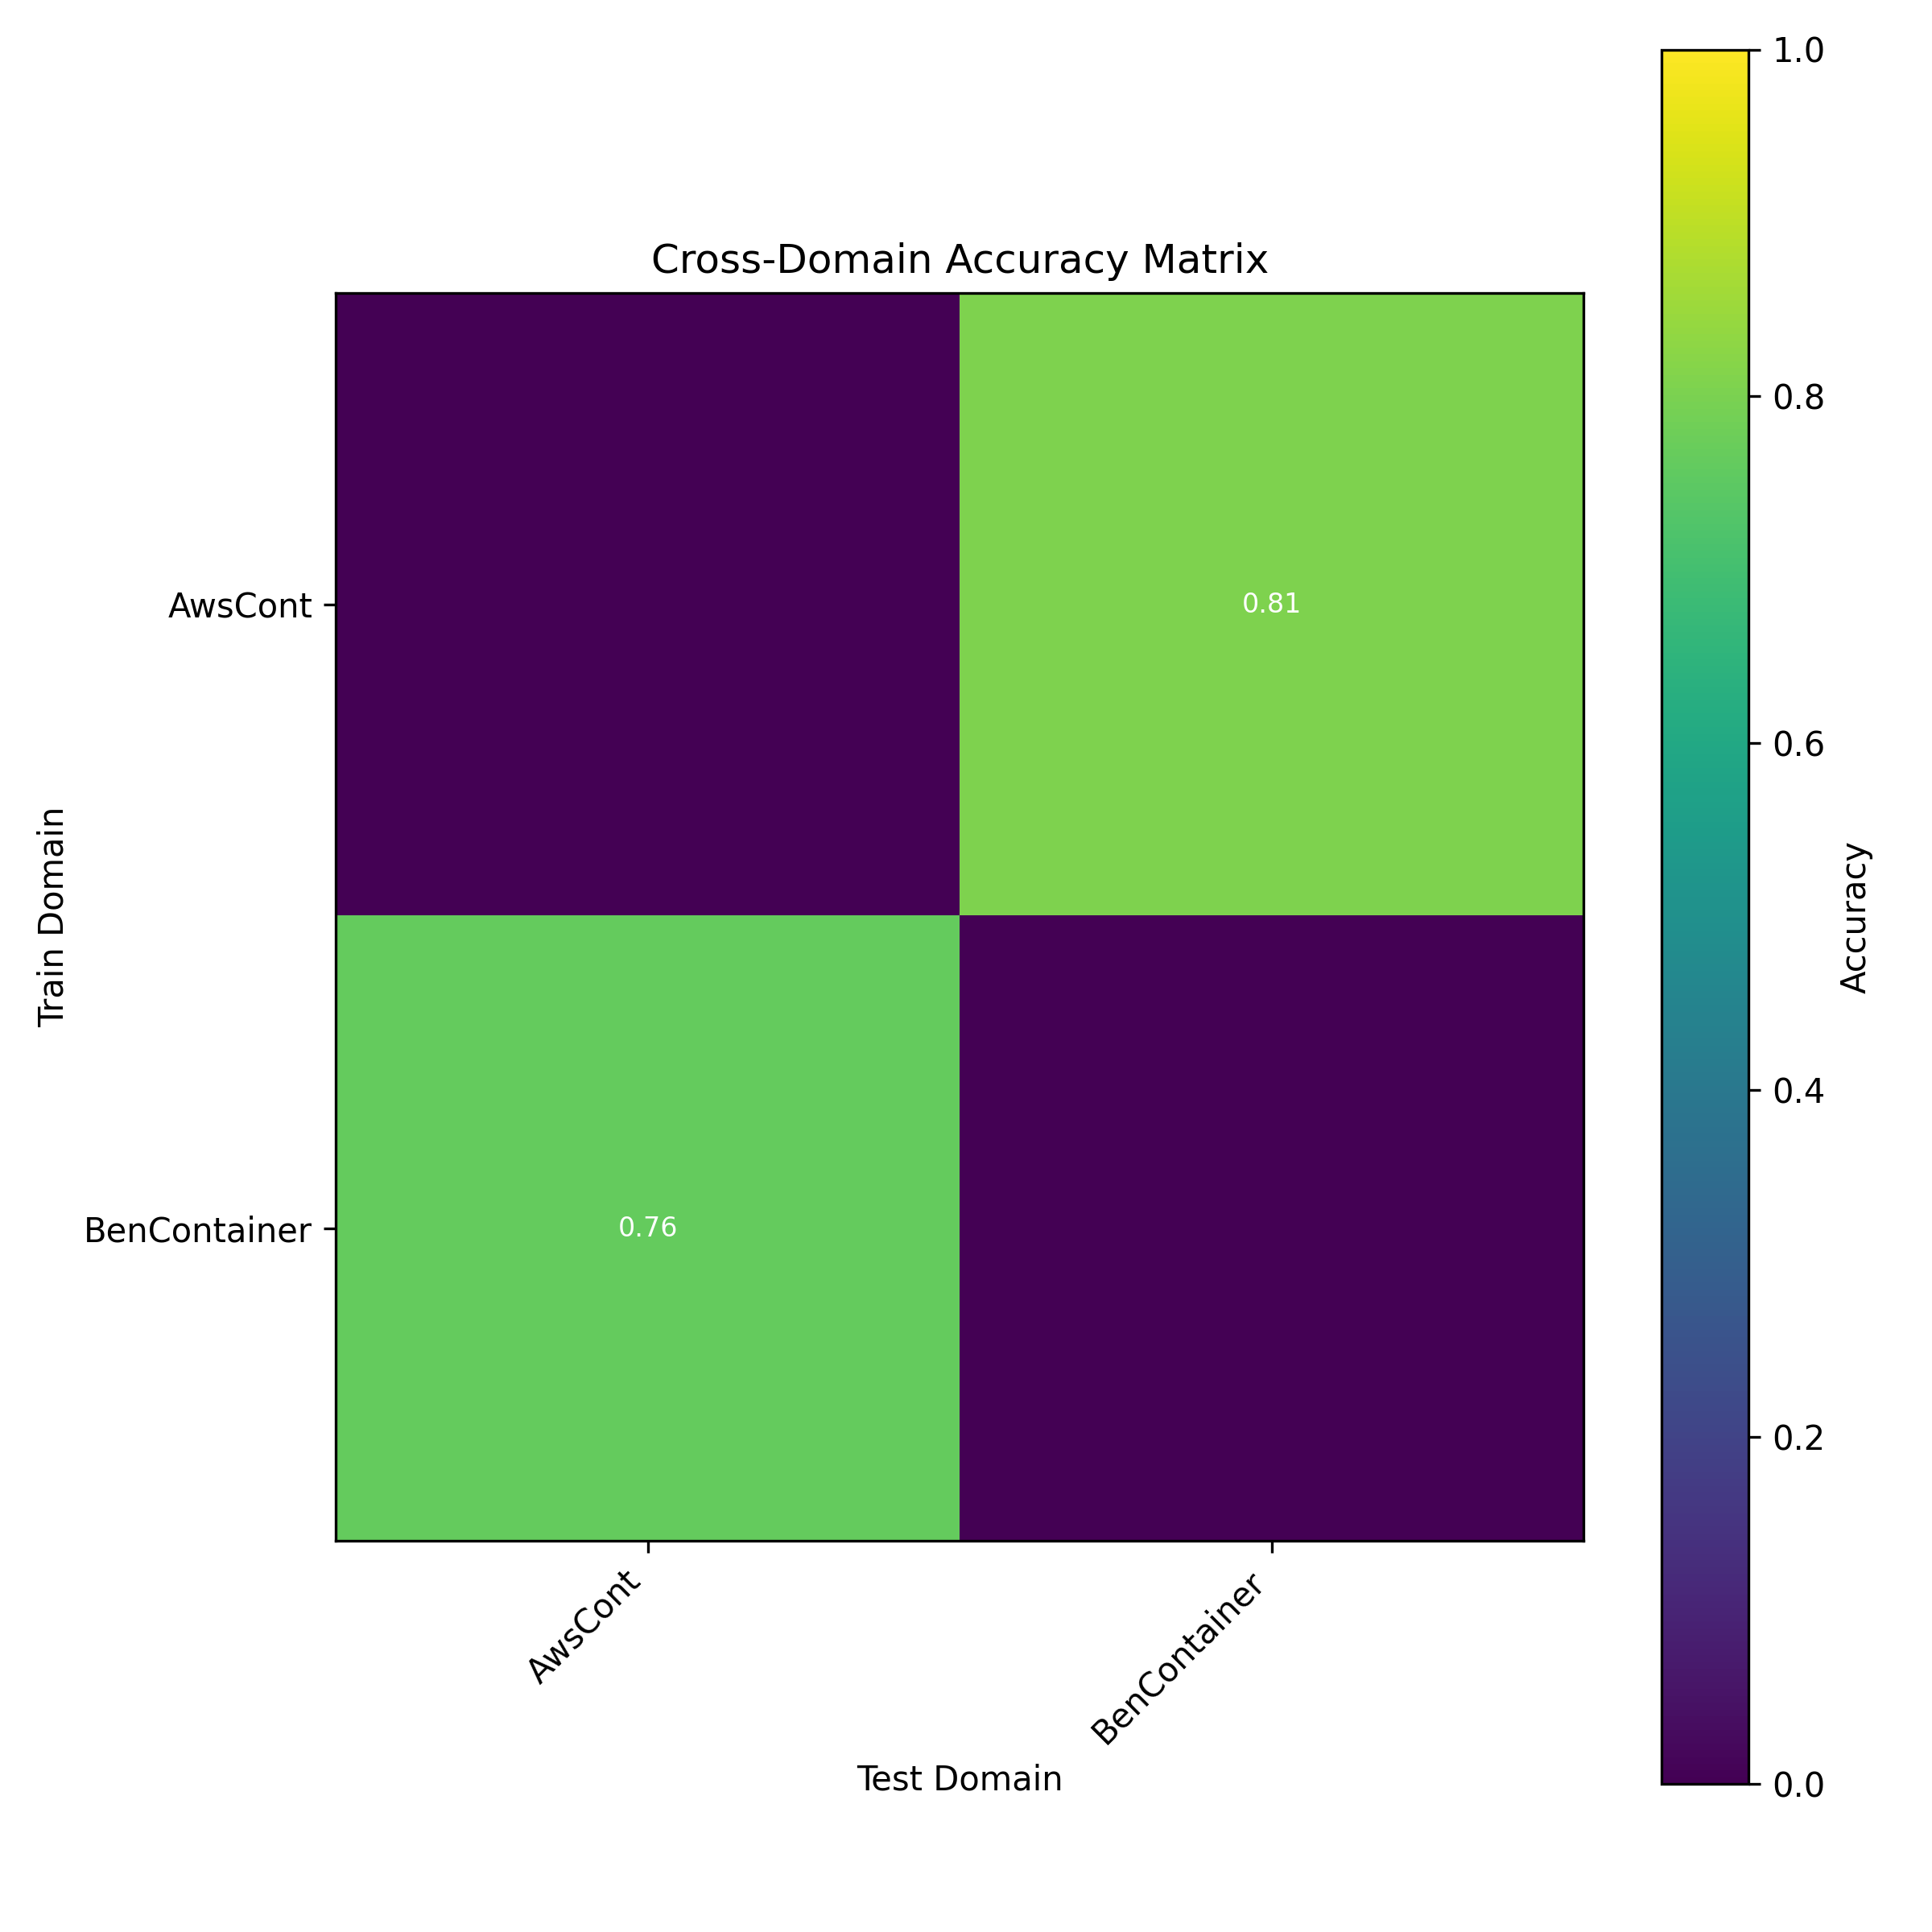 Cross-Domain Accuracy Matrix
Train Domain
AwsCont
BenContainer
0.81
0.76
AwsCont
BenContainer
Test Domain
1.0
0.8
0.6
0.4
0.2
0.0
Accuracy